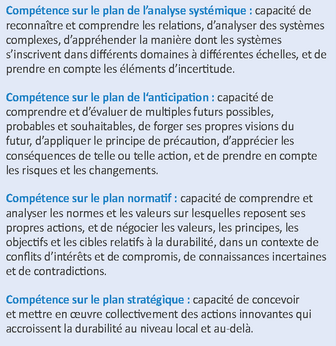 Compétence sur le plan de l'analyse systémique : capacité de
reconnaître et comprendre les relations, d'analyser des systèmes
complexes, d'appréhender la manière dont les systèmes
s'inscrivent dans différents domaines à différentes échelles, et de
prendre en compte les éléments d'incertitude.
Compétence sur le plan de l'anticipation : capacité de
comprendre et d'évaluer de multiples futurs possibles,
probables et souhaitables, de forger ses propres visions du
futur, d'appliquer le principe de précaution, d'apprécier les
conséquences de telle ou telle action, et de prendre en compte
les risques et les changements.
Compétence sur le plan normatif : capacité de comprendre et
analyser les normes et les valeurs sur lesquelles reposent ses
propres actions, et de négocier les valeurs, les principes, les
objectifs et les cibles relatifs à la durabilité, dans un contexte de
conflits d'intérêts et de compromis, de connaissances incertaines
et de contradictions.
Compétence sur le plan stratégique : capacité de concevoir
et mettre en œuvre collectivement des actions innovantes qui
accroissent la durabilité au niveau local et au-delà.